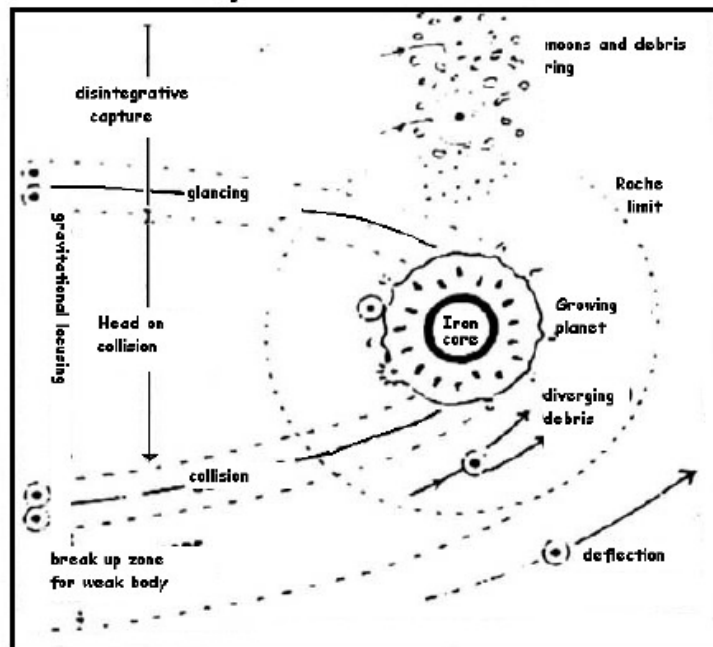 moons and debris
ring
disintegrative
capture
Roche
limit
glancing
gravitational locusing
Head on
collision
Iron
core
Growing
planet
diverging
debris
collision
break up zone
for weak body
deflection